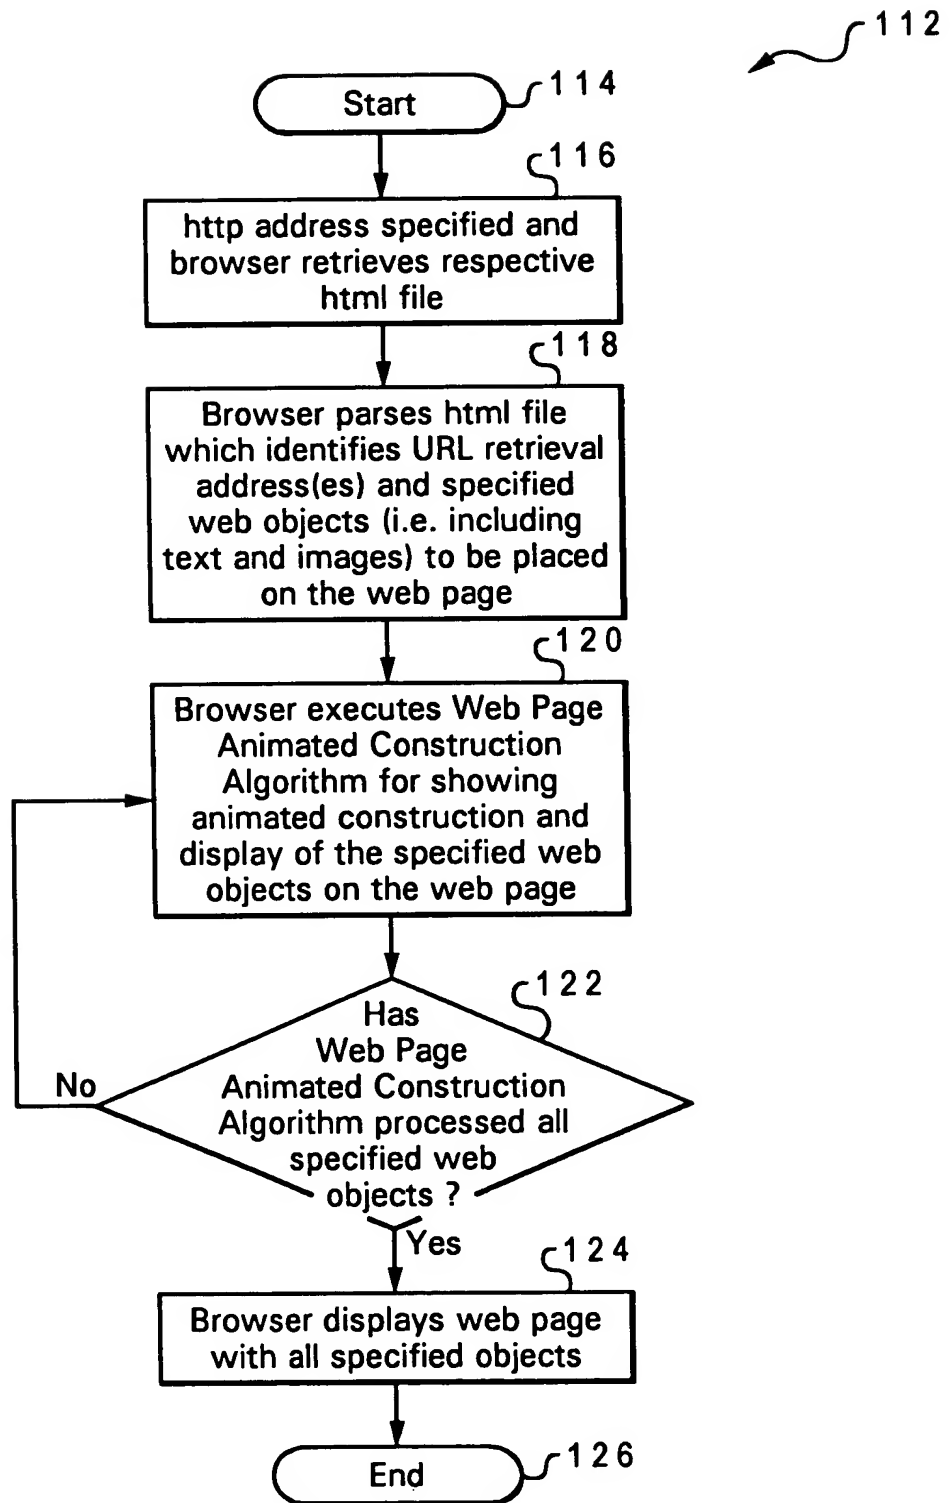 112
Start
114
116
http address specified and
browser retrieves respective
html file
118
Browser parses html file
which identifies URL retrieval
address(es) and specified
web objects (i.e. including
text and images) to be placed
on the web page
120
Browser executes Web Page
Animated Construction
Algorithm for showing
animated construction and
display of the specified web
objects on the web page
122
Has
Web Page
Animated Construction
Algorithm processed all
specified web
objects ?
No
Yes
124
Browser displays web page
with all specified objects
End
126